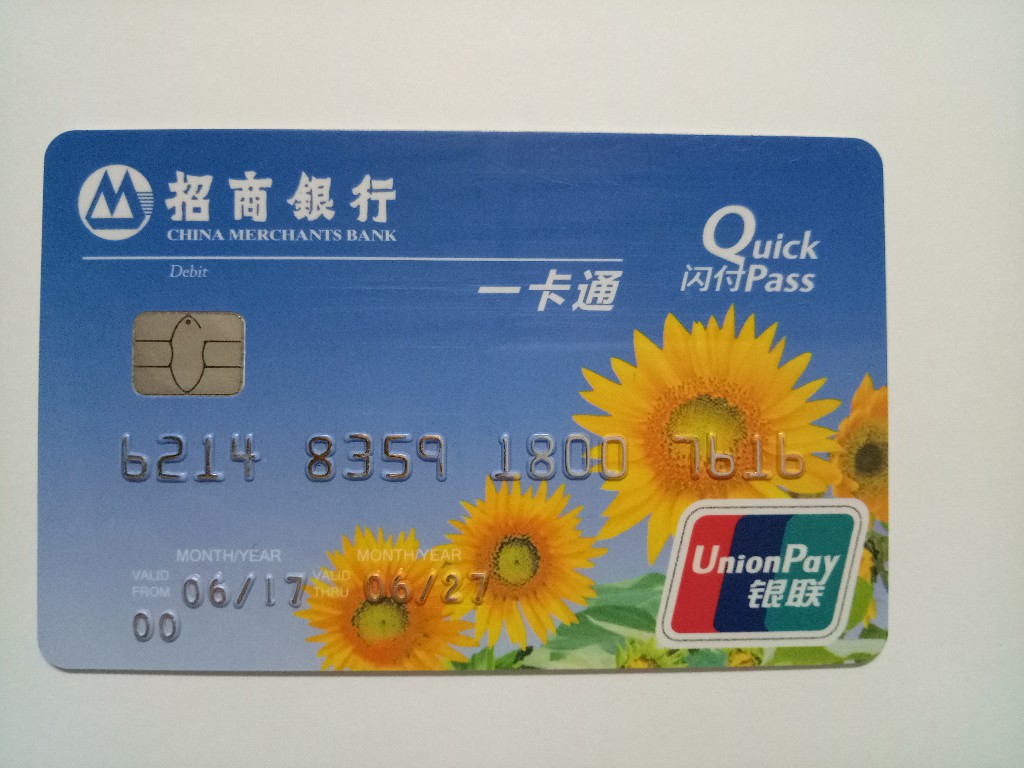 招商銀行
CHINA MERCHANTS BANK
Debit
一卡通
Quick
闪付Pass
6214 8359 1800 7616
MONTH/YEAR MONTH/YEAR
VALID FROM 06/17 VALID THRU 06/27
00
UnionPay
银联